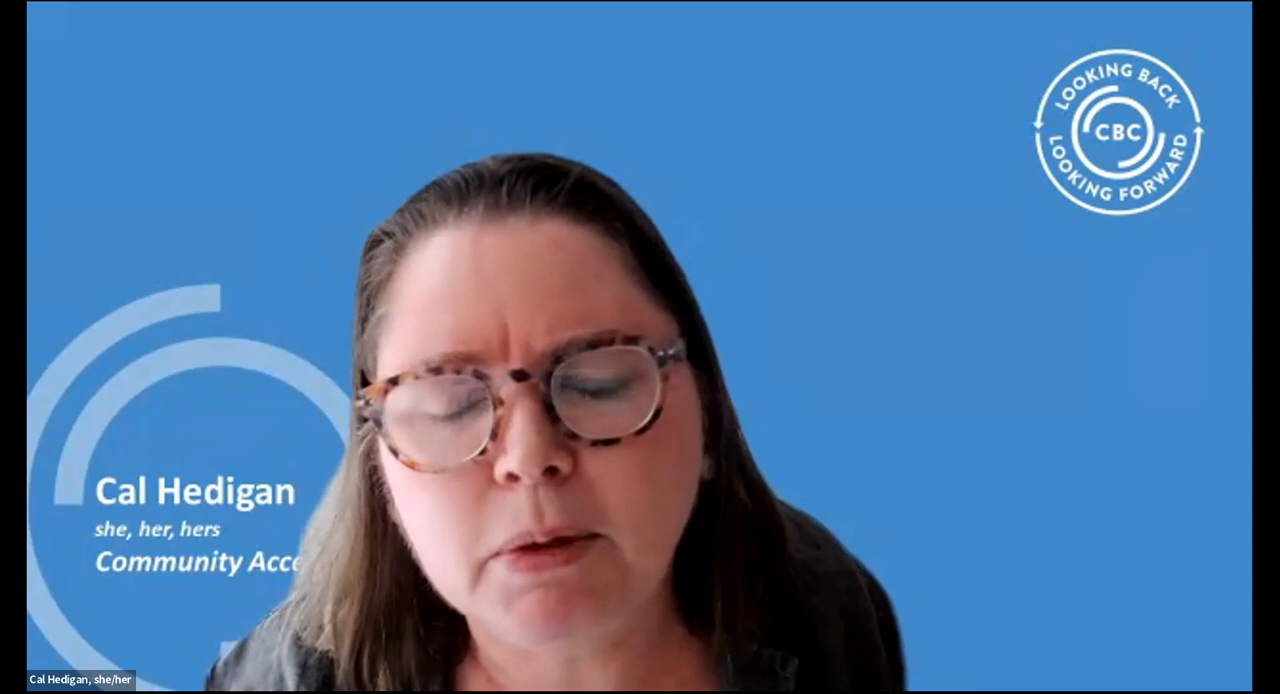 LOOKING BACK
CBC
LOOKING FORWARD
Cal Hedigan
she, her, hers
Community Acce
Cal Hedigan, she/her